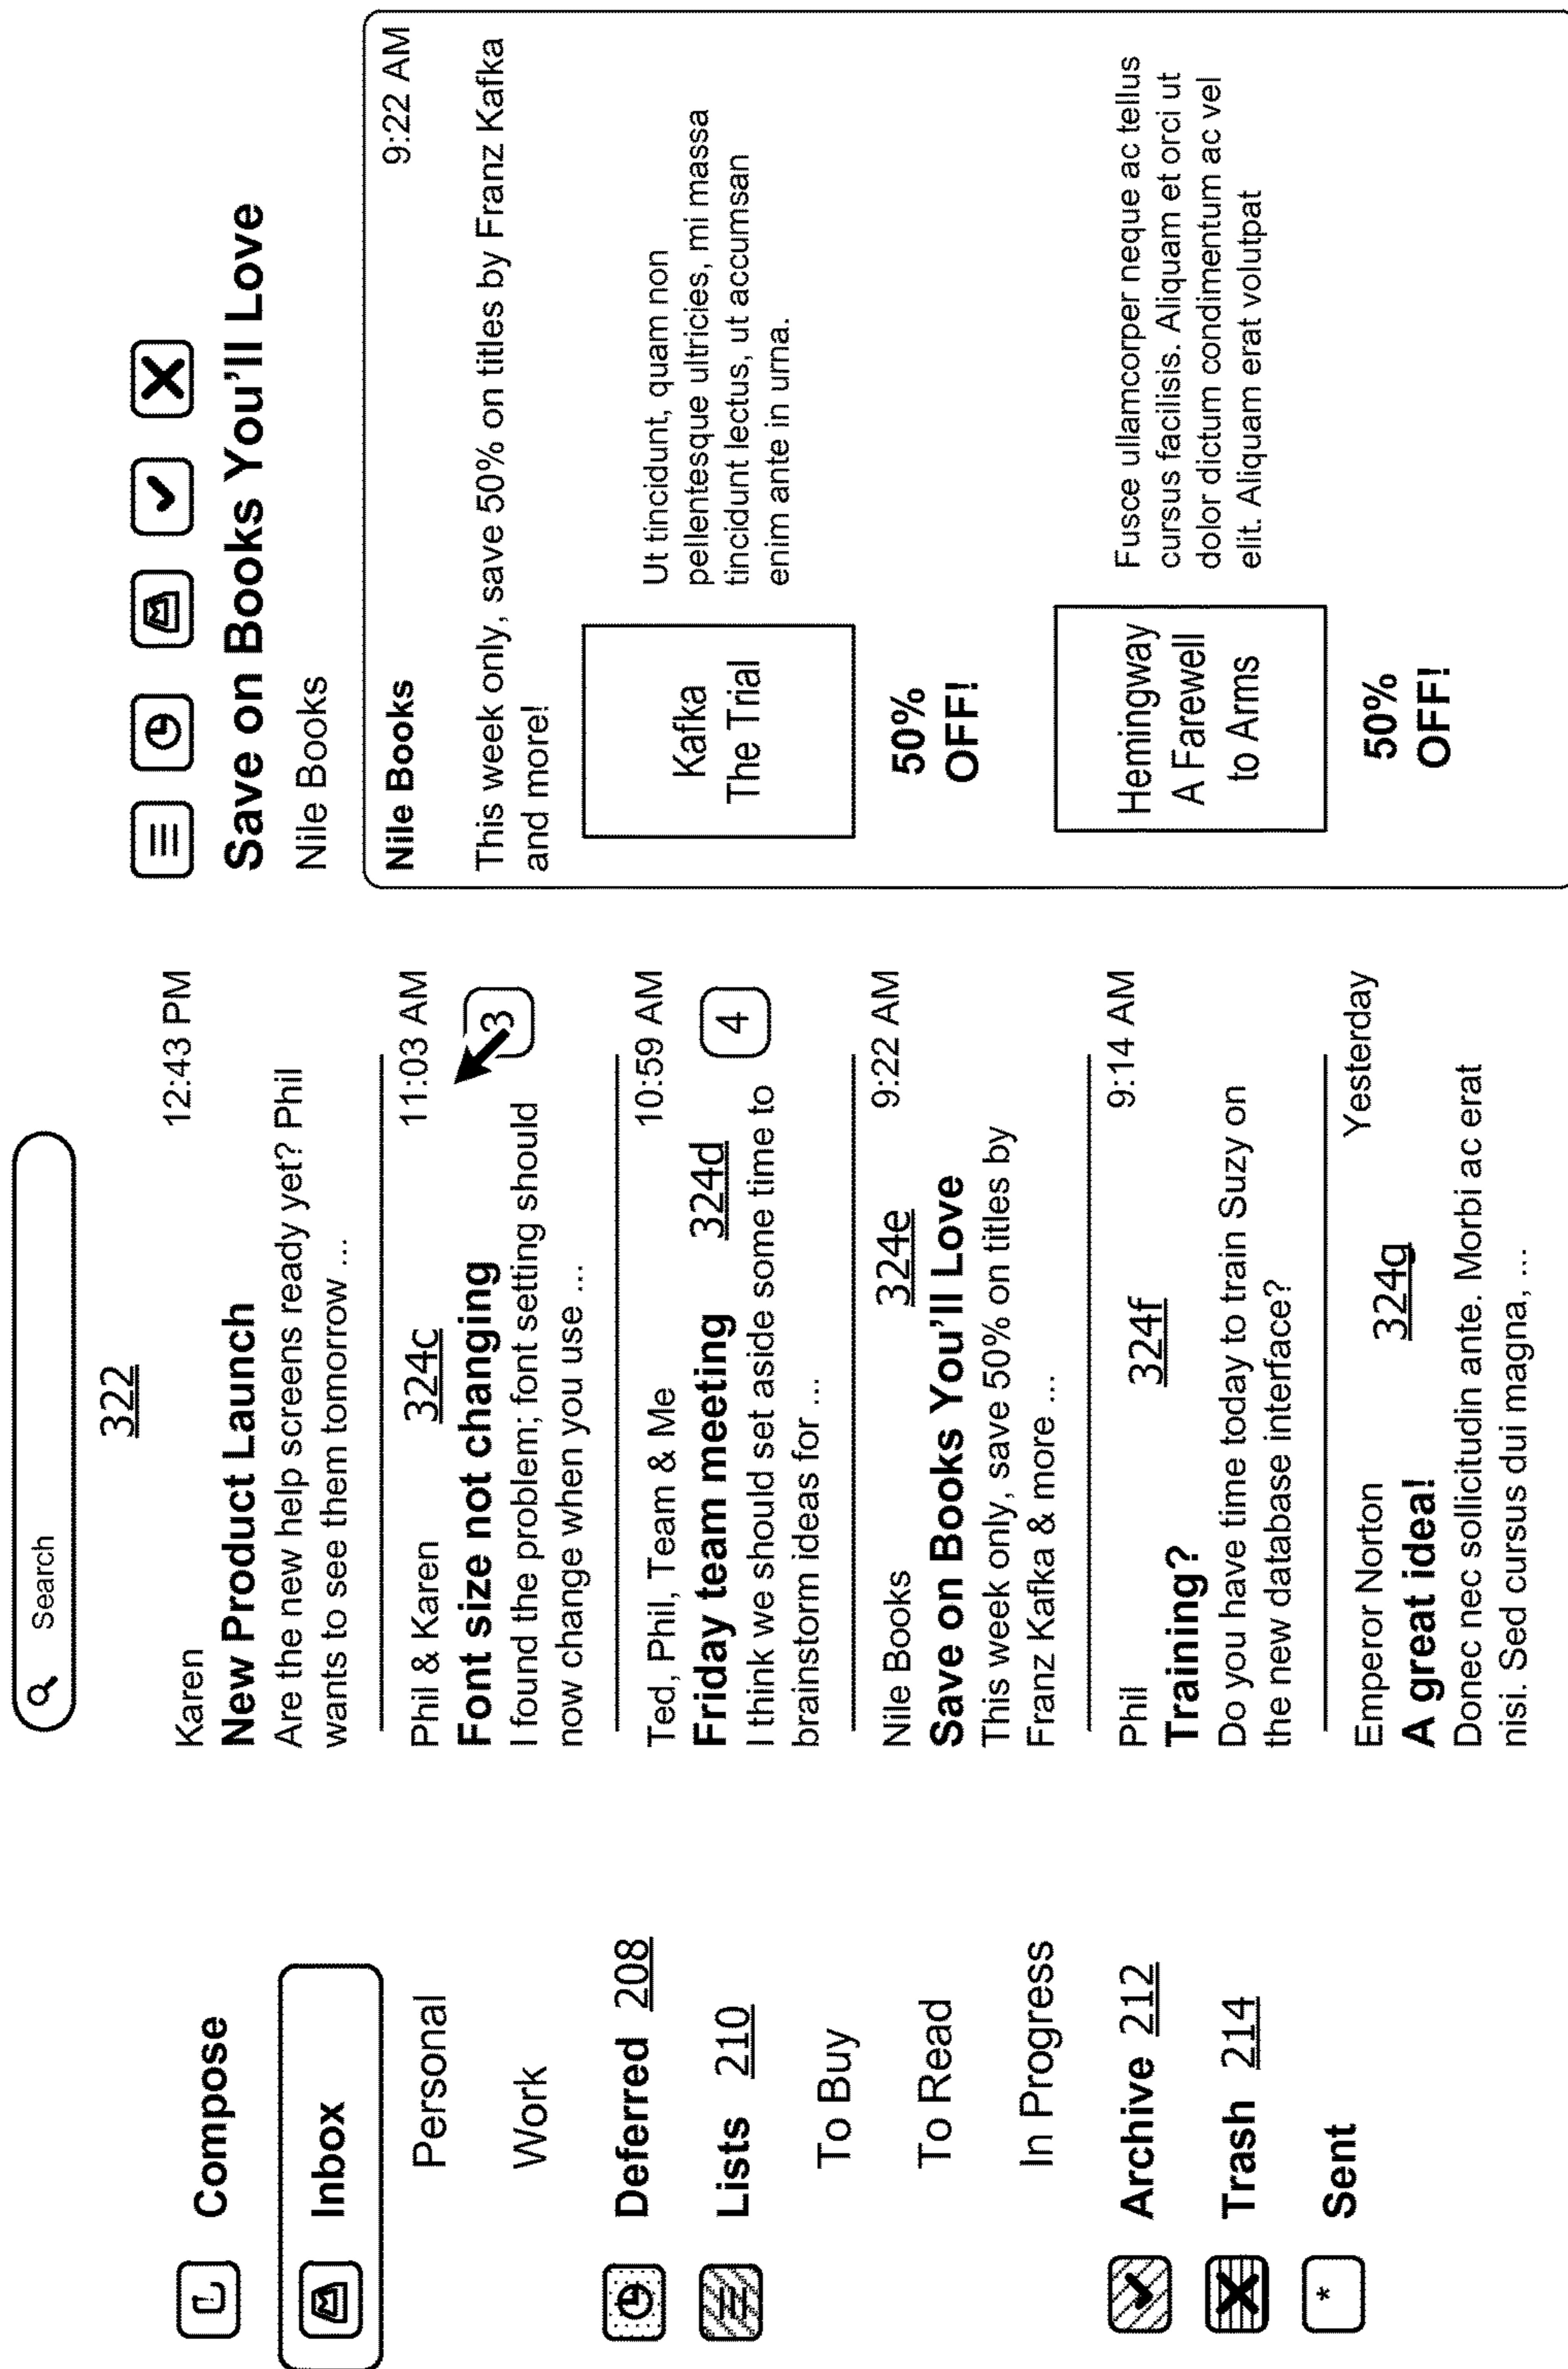 Compose
Inbox
Personal
Work
Deferred 208
Lists 210
To Buy
To Read
In Progress
Archive 212
Trash 214
* Sent
Search
322
Karen 12:43 PM
New Product Launch
Are the new help screens ready yet? Phil
wants to see them tomorrow ...
Phil & Karen 324c 11:03 AM
Font size not changing 3
I found the problem; font setting should
now change when you use ...
Ted, Phil, Team & Me 10:59 AM
Friday team meeting 324d 4
I think we should set aside some time to
brainstorm ideas for ...
Nile Books 324e 9:22 AM
Save on Books You'll Love
This week only, save 50% on titles by
Franz Kafka & more ...
Phil 324f 9:14 AM
Training?
Do you have time today to train Suzy on
the new database interface?
Emperor Norton 324g Yesterday
A great idea!
Donec nec sollicitudin ante. Morbi ac erat
nisi. Sed cursus dui magna, ...
Save on Books You'll Love
Nile Books
Nile Books 9:22 AM
This week only, save 50% on titles by Franz Kafka
and more!
Kafka
The Trial
50%
OFF!
Ut tincidunt, quam non
pellentesque ultricies, mi massa
tincidunt lectus, ut accumsan
enim ante in urna.
Hemingway
A Farewell
to Arms
50%
OFF!
Fusce ullamcorper neque ac tellus
cursus facilisis. Aliquam et orci ut
dolor dictum condimentum ac vel
elit. Aliquam erat volutpat